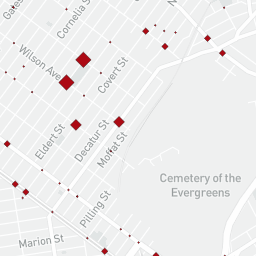 Cornelia St
Wilson Ave
Covert St
Eldert St
Decatur St
Moffat St
Cemetery of the
Evergreens
Pilling St
Marion St